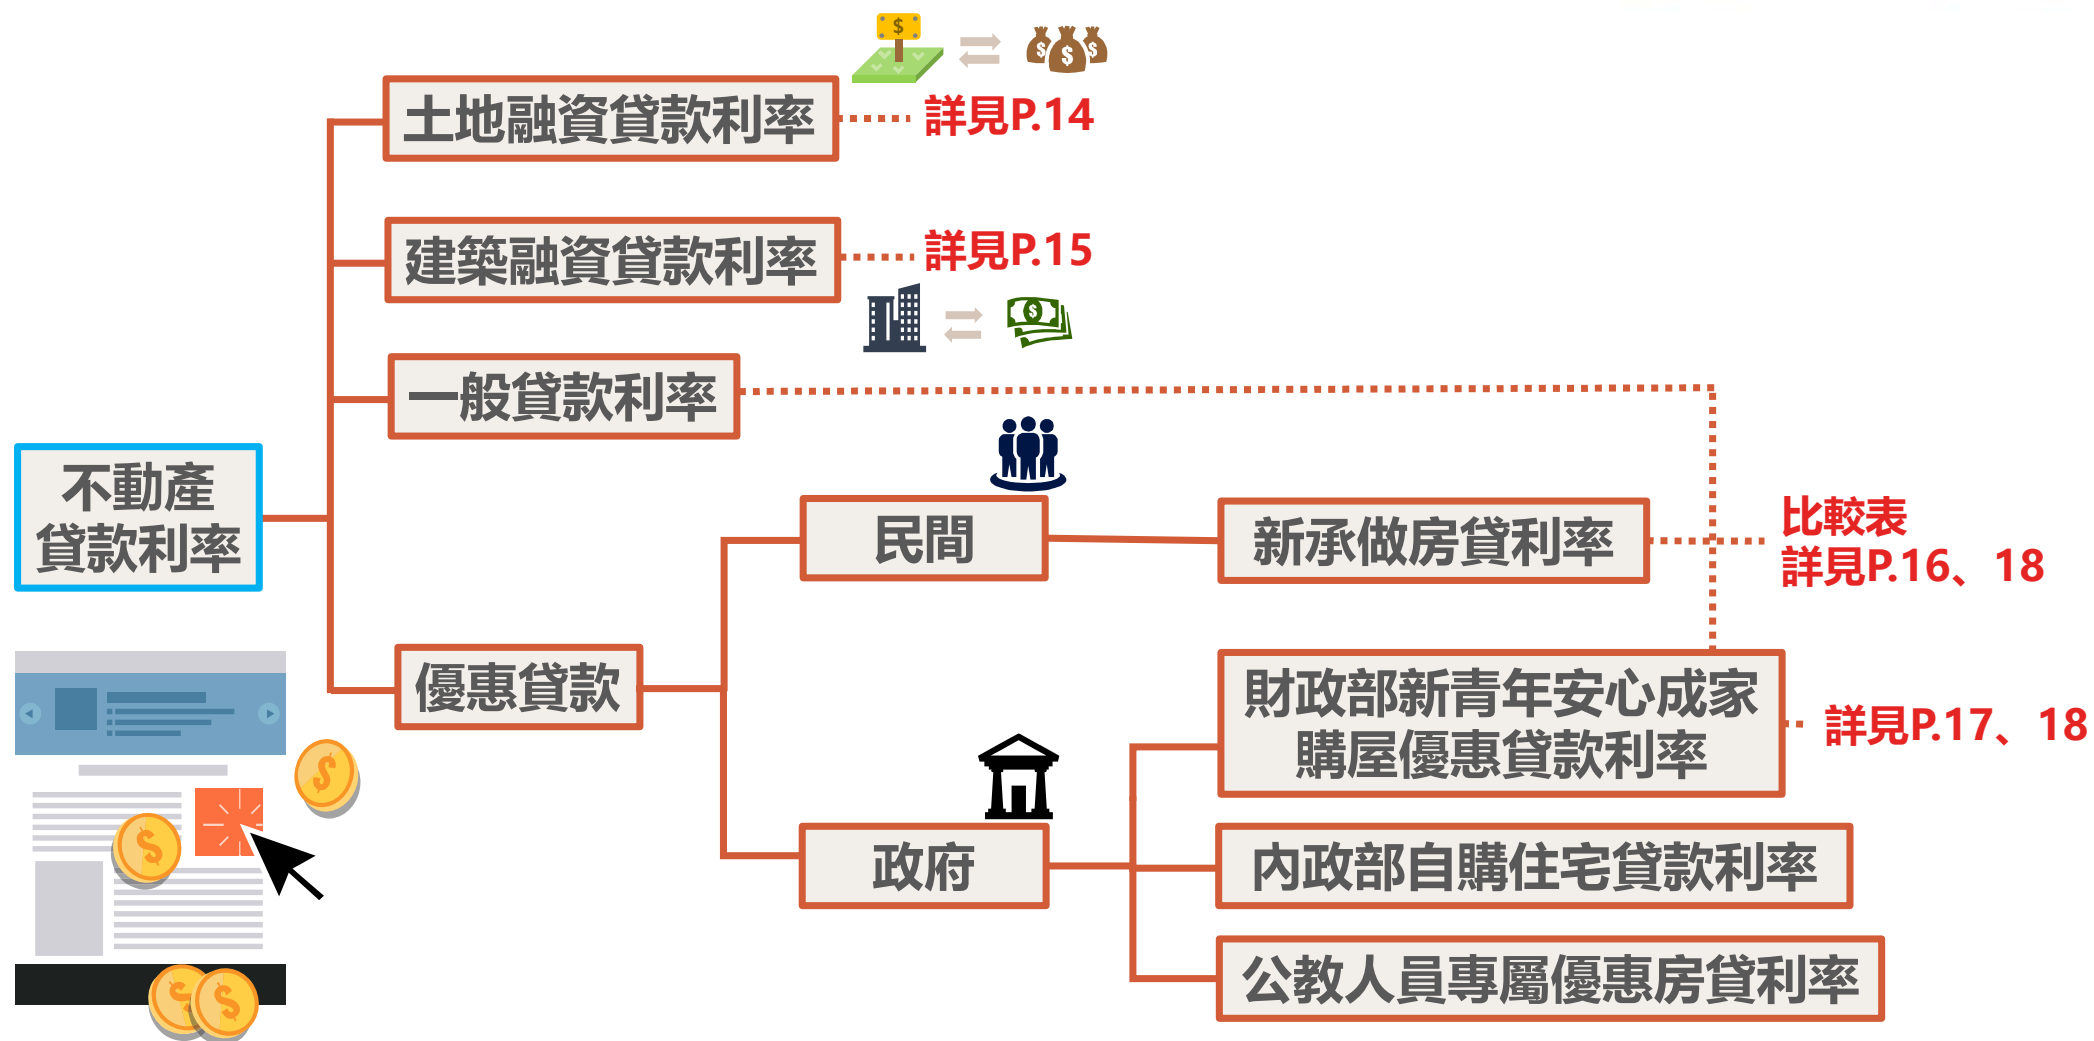 土地融資貸款利率
詳見P.14
建築融資貸款利率
詳見P.15
一般貸款利率
不動產
貸款利率
民間
新承做房貸利率
比較表
詳見P.16、18
優惠貸款
財政部新青年安心成家
購屋優惠貸款利率
詳見P.17、18
政府
內政部自購住宅貸款利率
公教人員專屬優惠房貸利率